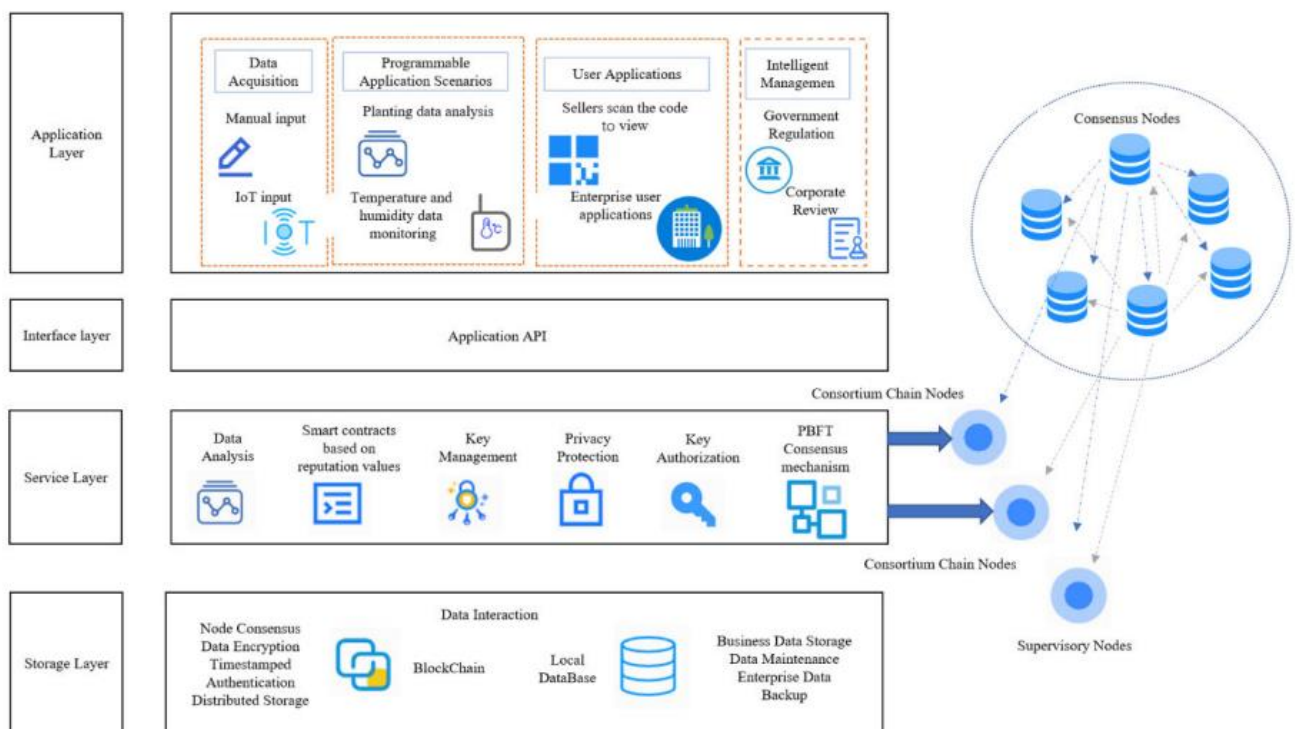 Application
Layer
Data
Acquisition
Manual input
IoT input
I T
Programmable
Application Scenarios
Planting data analysis
Temperature and
humidity data
monitoring
°C
User Applications
Sellers scan the code
to view
Enterprise user
applications
Intelligent
Managemen
Government
Regulation
Corporate
Review
Consensus Nodes
Interface layer
Application API
Consortium Chain Nodes
Service Layer
Data
Analysis
Smart contracts
based on
reputation values
Key
Management
Privacy
Protection
Key
Authorization
PBFT
Consensus
mechanism
Consortium Chain Nodes
Supervisory Nodes
Storage Layer
Data Interaction
Node Consensus
Data Encryption
Timestamped
Authentication
Distributed Storage
BlockChain
Local
DataBase
Business Data Storage
Data Maintenance
Enterprise Data
Backup